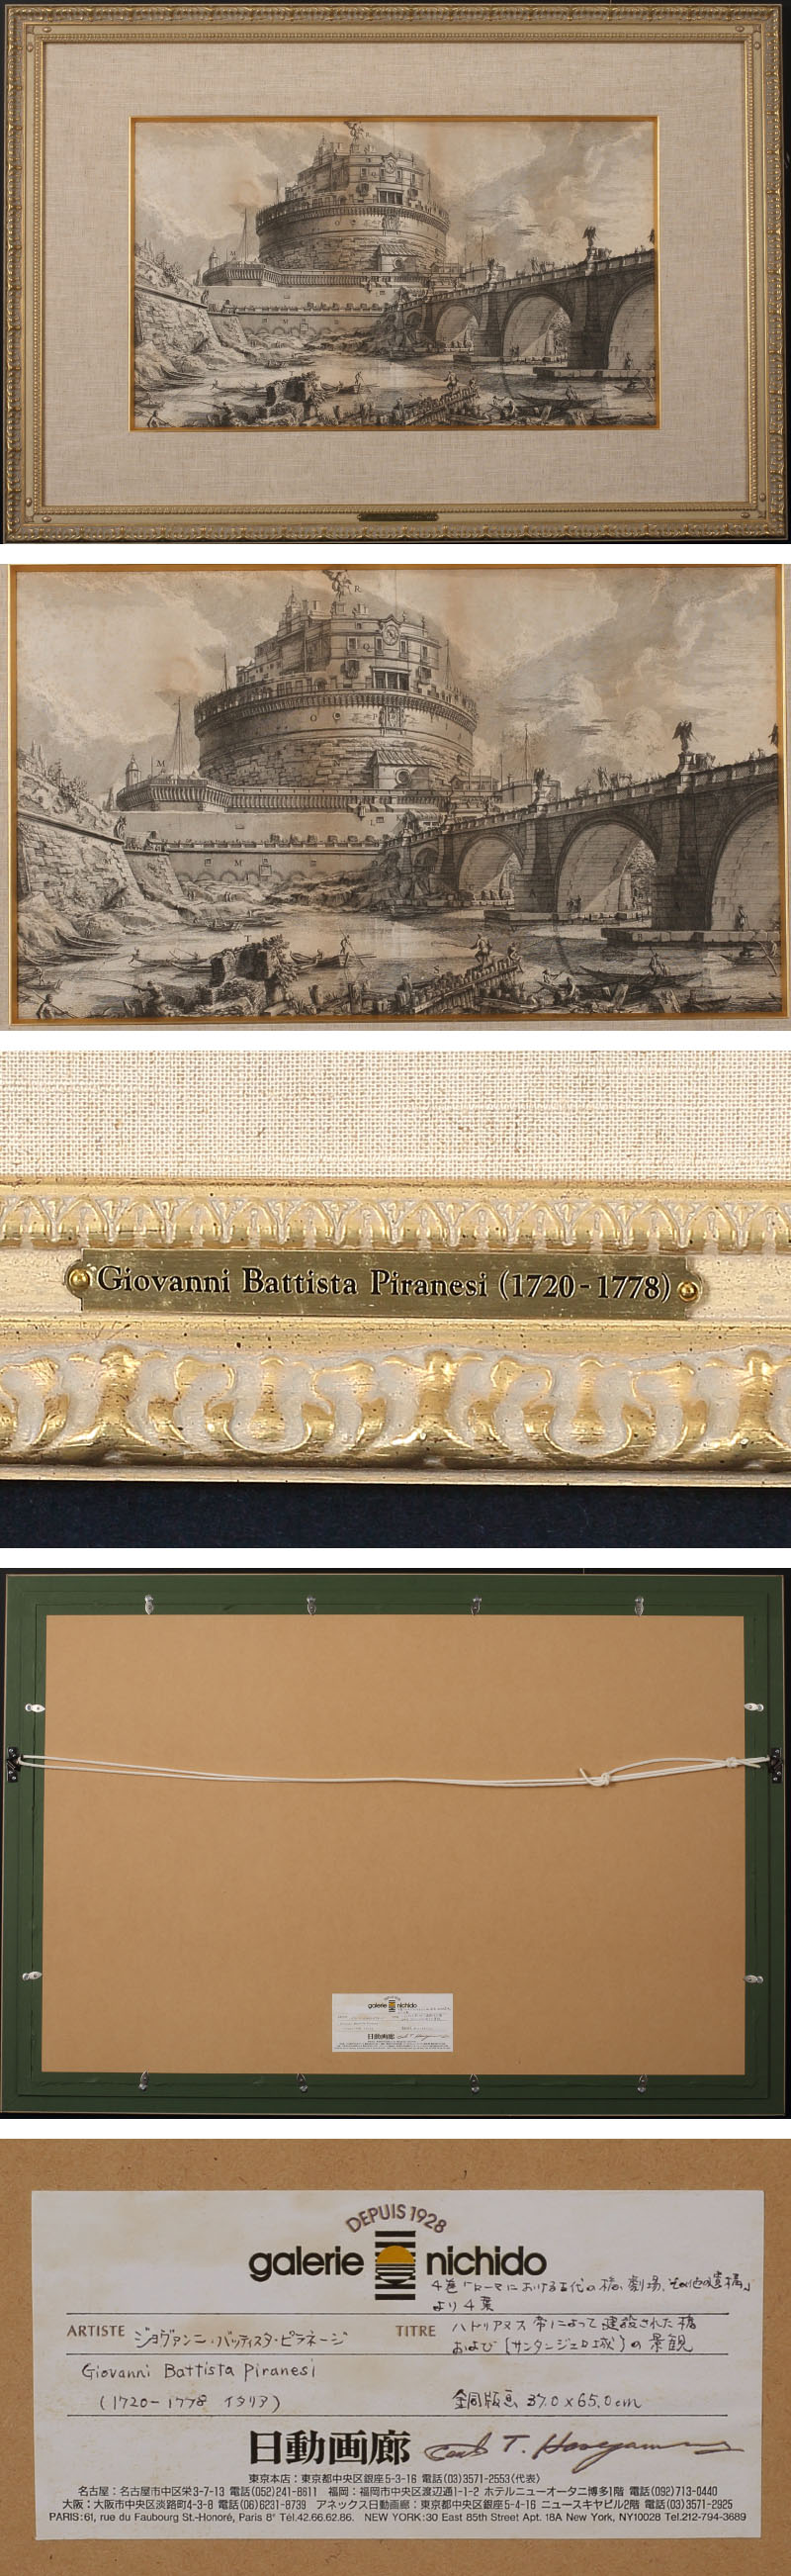 R
Q
O
P
M
L
M
T
S
Giovanni Battista Piranesi (1720-1778)
galerie nichido
日動画廊
DEPUIS 1928
galerie nichido
4巻「ローマにおける古代の橋、劇場、その他の遺構」
より4葉
ARTISTE ジョヴァンニ・バッティスタ・ピラネージ
TITRE ハドリアヌス帝によって建設された橋
および〔サンタンジェロ城〕の景観
Giovanni Battista Piranesi
(1720-1778 イタリア)
銅版画 37.0×65.0cm
日動画廊 T. Hasegawa
東京本店：東京都中央区銀座5-3-16 電話(03)3571-2553〈代表〉
名古屋：名古屋市中区栄3-7-13 電話(052)241-8611 福岡：福岡市中央区渡辺通1-1-2 ホテルニューオータニ博多1階 電話(092)713-0440
大阪：大阪市中央区淡路町4-3-8 電話(06)6231-8739 アネックス日動画廊：東京都中央区銀座5-4-16 ニュースキヤビル2階 電話(03)3571-2925
PARIS:61, rue du Faubourg St.-Honoré, Paris 8ᵉ Tél.42.66.62.86. NEW YORK:30 East 85th Street Apt. 18A New York, NY10028 Tel.212-794-3689